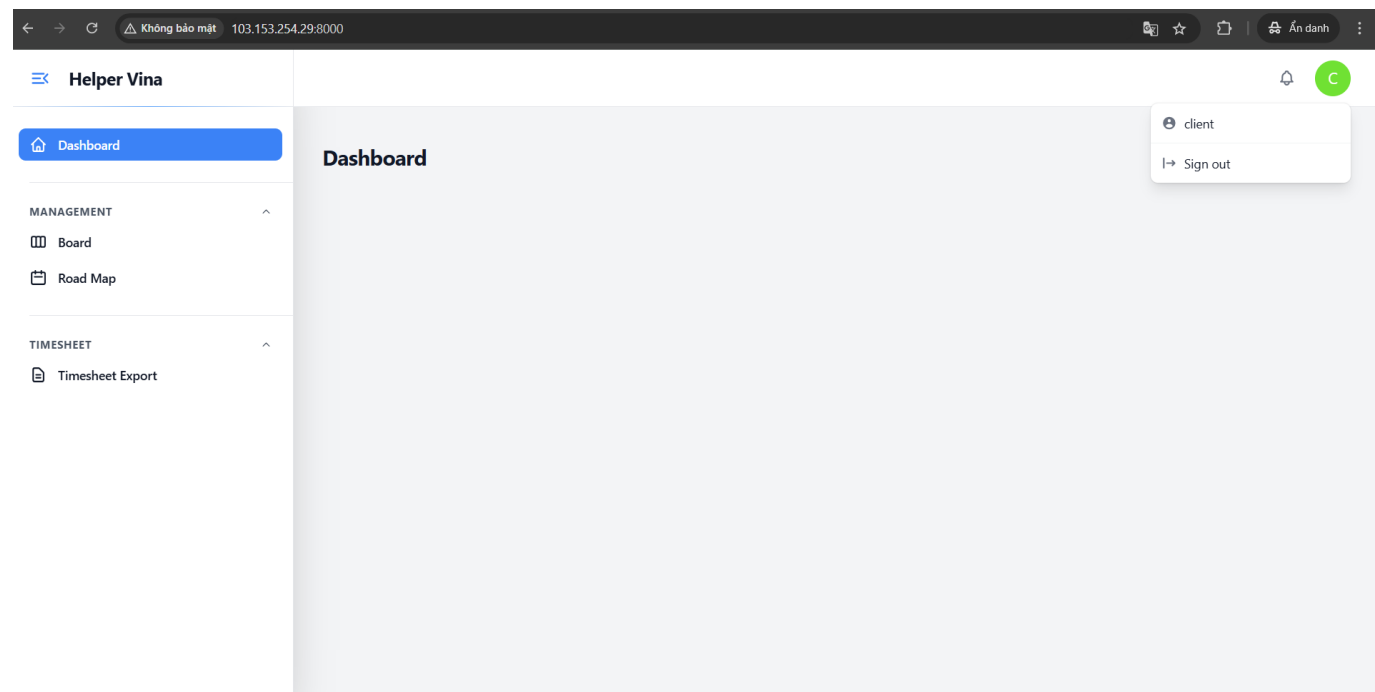 Không bảo mật 103.153.254.29:8000 Ẩn danh
Helper Vina
C
client
Sign out
Dashboard
Dashboard
MANAGEMENT
Board
Road Map
TIMESHEET
Timesheet Export